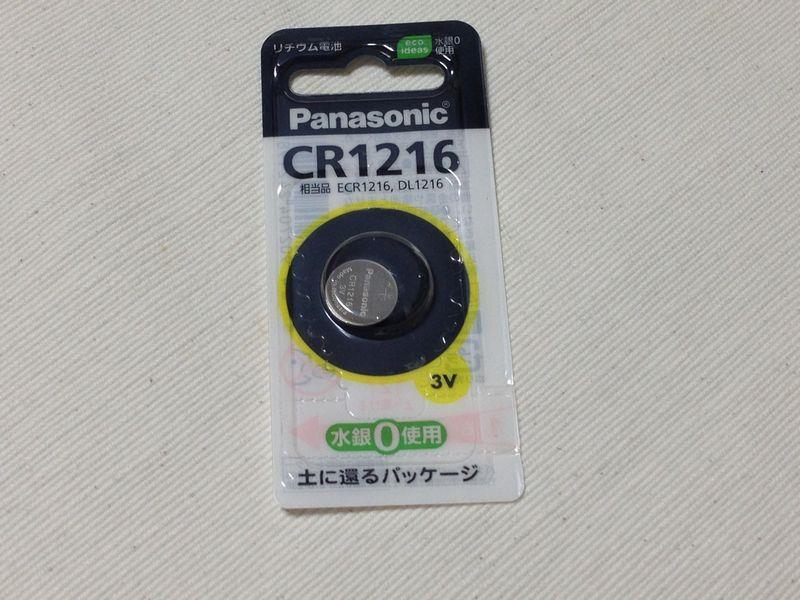 リチウム電池
eco
ideas
水銀0
使用
Panasonic®
CR1216
相当品 ECR1216, DL1216
Panasonic
CR1216
3V
3V
水銀0使用
土に還るパッケージ